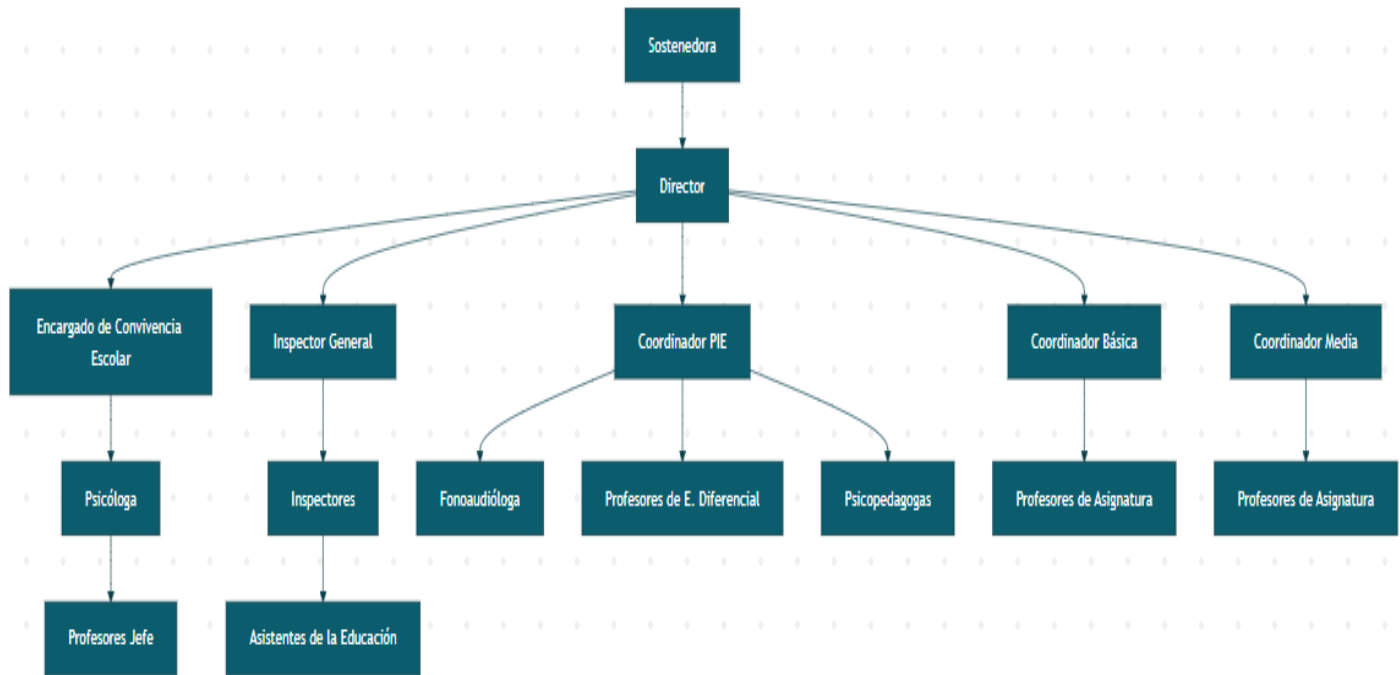 Sostenedora
Director
Encargado de Convivencia
Escolar
Inspector General
Coordinador PIE
Coordinador Básica
Coordinador Media
Psicóloga
Inspectores
Fonoaudióloga
Profesores de E. Diferencial
Psicopedagogas
Profesores de Asignatura
Profesores de Asignatura
Profesores Jefe
Asistentes de la Educación